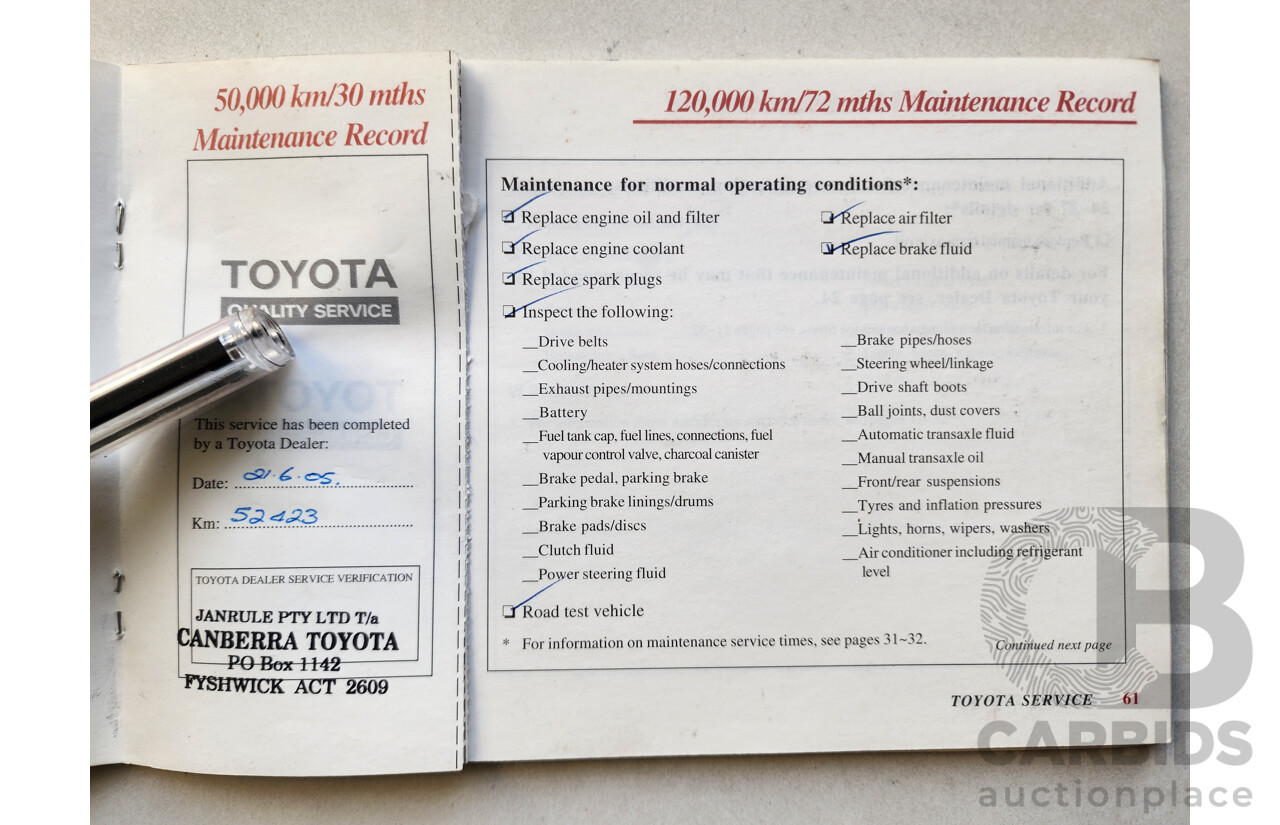 50,000 km/30 mths
Maintenance Record
TOYOTA
QUALITY SERVICE
This service has been completed
by a Toyota Dealer:
Date: 21.6.05.
Km: 52423
TOYOTA DEALER SERVICE VERIFICATION
JANRULE PTY LTD T/a
CANBERRA TOYOTA
PO Box 1142
FYSHWICK ACT 2609
120,000 km/72 mths Maintenance Record
Maintenance for normal operating conditions*:
Replace engine oil and filter
Replace engine coolant
Replace spark plugs
Inspect the following:
__Drive belts
__Cooling/heater system hoses/connections
__Exhaust pipes/mountings
__Battery
__Fuel tank cap, fuel lines, connections, fuel
vapour control valve, charcoal canister
__Brake pedal, parking brake
__Parking brake linings/drums
__Brake pads/discs
__Clutch fluid
__Power steering fluid
Road test vehicle
Replace air filter
Replace brake fluid
__Brake pipes/hoses
__Steering wheel/linkage
__Drive shaft boots
__Ball joints, dust covers
__Automatic transaxle fluid
__Manual transaxle oil
__Front/rear suspensions
__Tyres and inflation pressures
__Lights, horns, wipers, washers
__Air conditioner including refrigerant
level
* For information on maintenance service times, see pages 31~32.
Continued next page
TOYOTA SERVICE 61
CB
CARBIDS
auctionplace